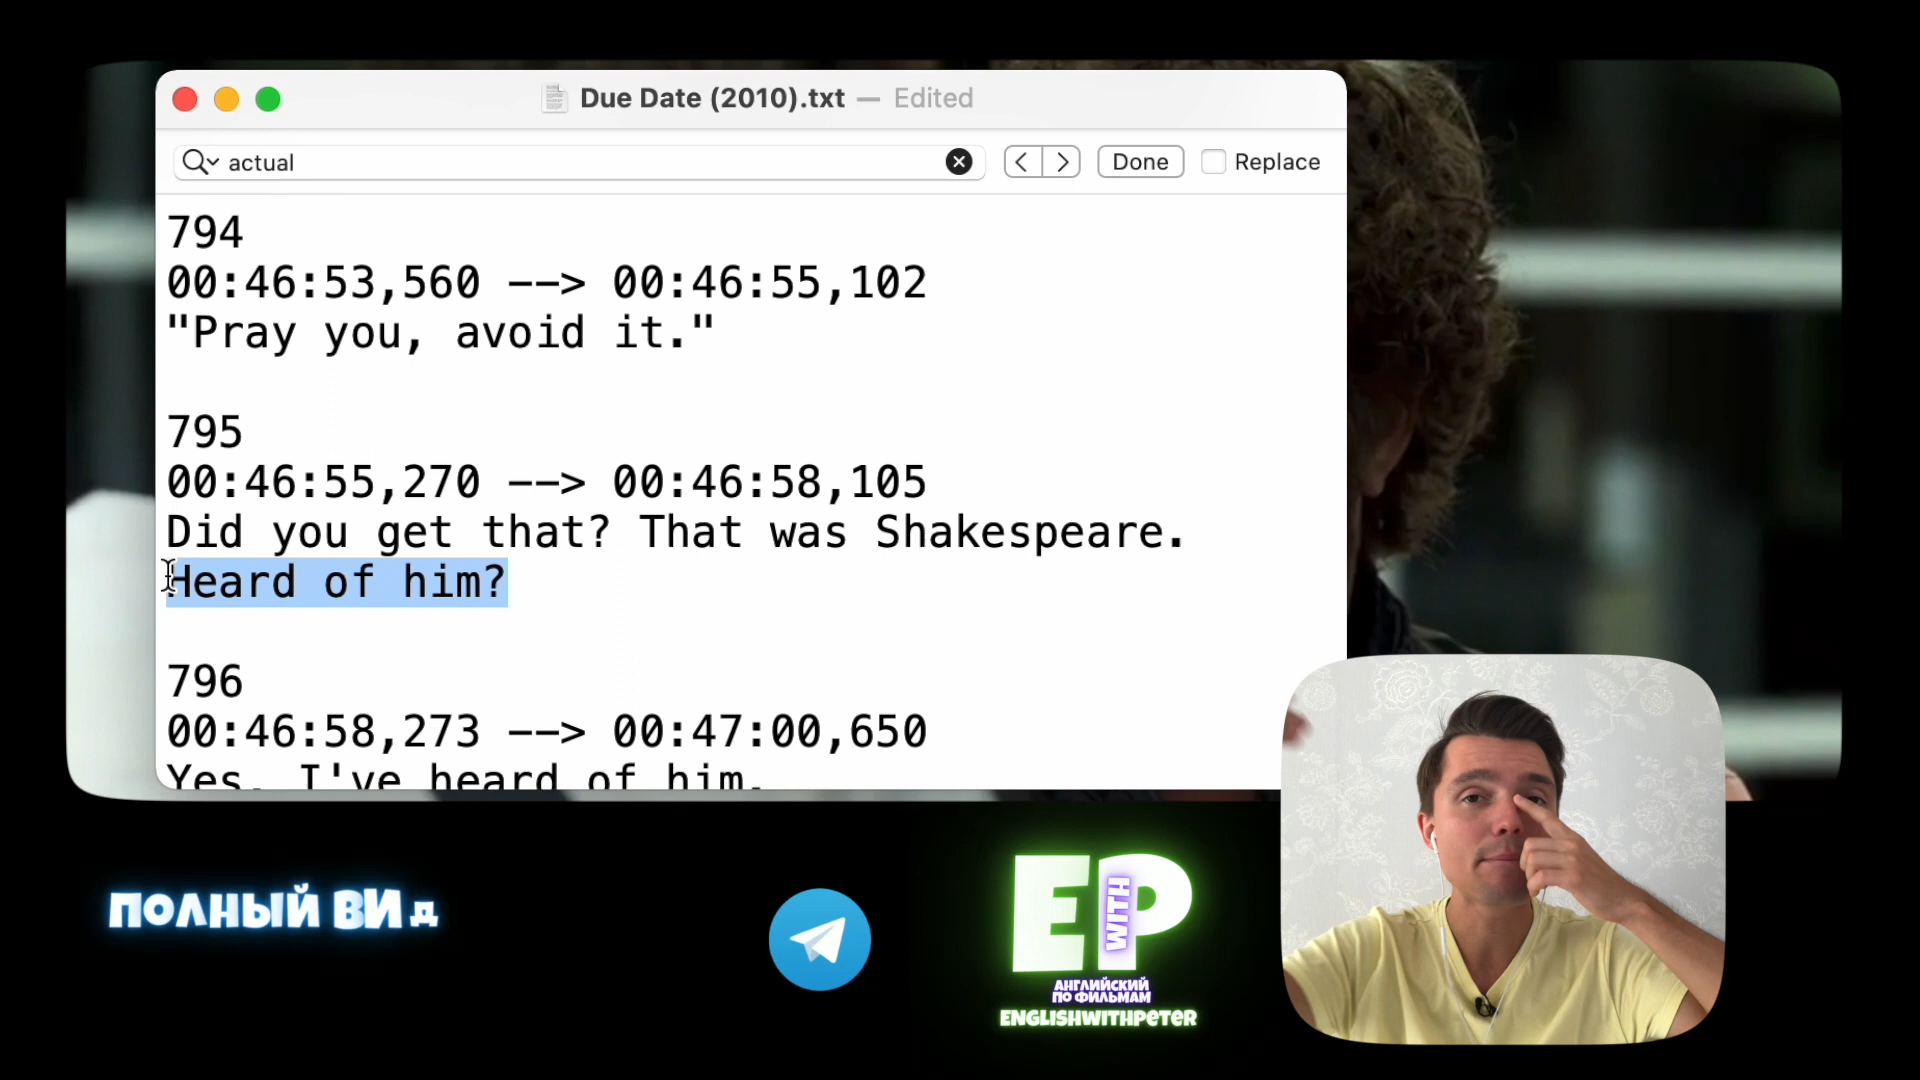 Due Date (2010).txt — Edited
actual
Done
Replace
794
00:46:53,560 --> 00:46:55,102
"Pray you, avoid it."
795
00:46:55,270 --> 00:46:58,105
Did you get that? That was Shakespeare.
Heard of him?
796
00:46:58,273 --> 00:47:00,650
Yes. I've heard of him.
ПОЛНЫЙ ВИД
EP
WITH
АНГЛИЙСКИЙ
ПО ФИЛЬМАМ
ENGLISHWITHPETER